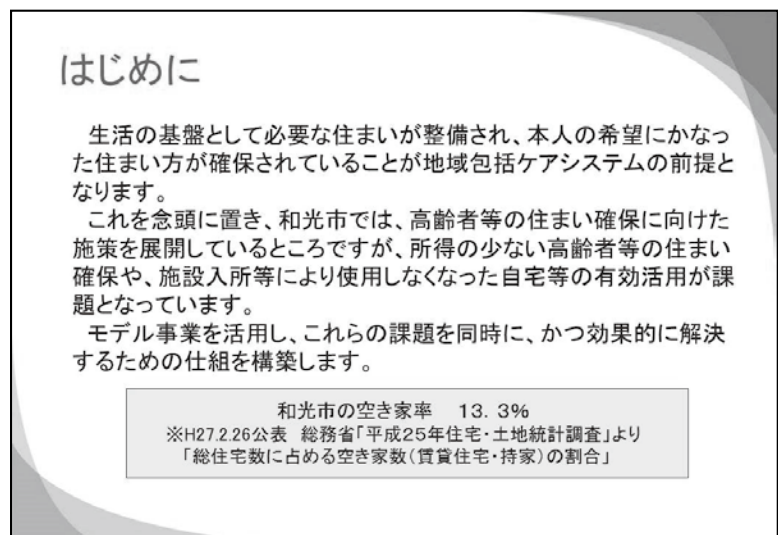 はじめに
生活の基盤として必要な住まいが整備され、本人の希望にかなっ
た住まい方が確保されていることが地域包括ケアシステムの前提と
なります。
これを念頭に置き、和光市では、高齢者等の住まい確保に向けた
施策を展開しているところですが、所得の少ない高齢者等の住まい
確保や、施設入所等により使用しなくなった自宅等の有効活用が課
題となっています。
モデル事業を活用し、これらの課題を同時に、かつ効果的に解決
するための仕組を構築します。
和光市の空き家率　13．3％
※H27.2.26公表　総務省「平成25年住宅・土地統計調査」より
「総住宅数に占める空き家数(賃貸住宅・持家)の割合」